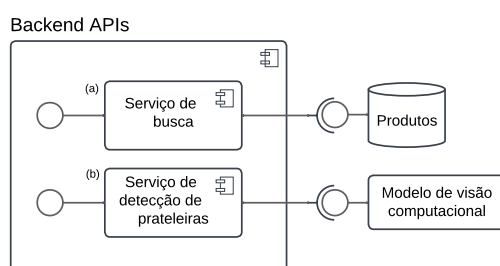 Backend APIs
(a)
Serviço de
busca
Produtos
(b)
Serviço de
detecção de
prateleiras
Modelo de visão
computacional